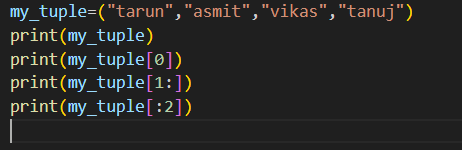 my_tuple=("tarun","asmit","vikas","tanuj")
print(my_tuple)
print(my_tuple[0])
print(my_tuple[1:])
print(my_tuple[:2])